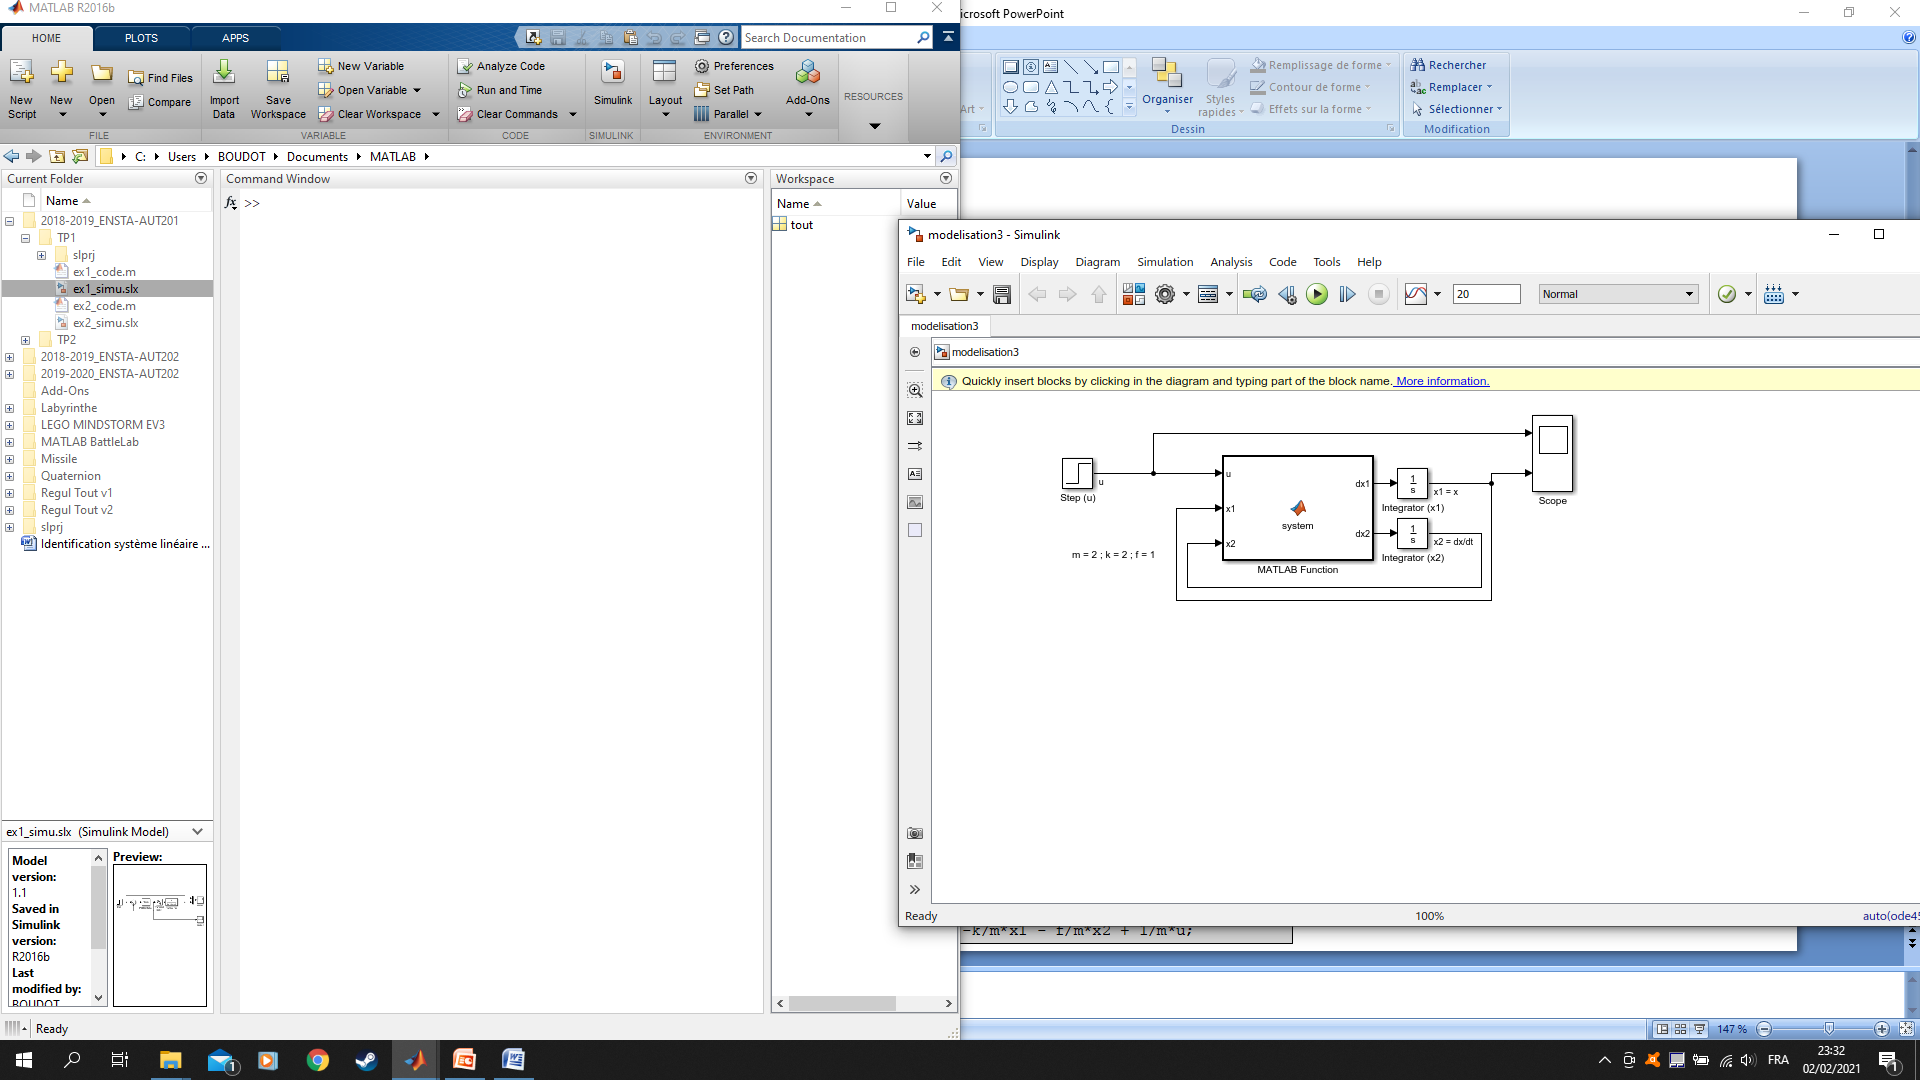 MATLAB R2016b
icrosoft PowerPoint
HOME
PLOTS
APPS
Search Documentation
New Script
New
Open
Find Files
Compare
FILE
Import Data
Save Workspace
New Variable
Open Variable
Clear Workspace
VARIABLE
Analyze Code
Run and Time
Clear Commands
CODE
Simulink
SIMULINK
Layout
Preferences
Set Path
Parallel
ENVIRONMENT
Add-Ons
RESOURCES
Art
Organiser
Styles rapides
Remplissage de forme
Contour de forme
Effets sur la forme
Dessin
Rechercher
Remplacer
Sélectionner
Modification
C: Users BOUDOT Documents MATLAB
Current Folder
Name
2018-2019_ENSTA-AUT201
TP1
slprj
ex1_code.m
ex1_simu.slx
ex2_code.m
ex2_simu.slx
TP2
2018-2019_ENSTA-AUT202
2019-2020_ENSTA-AUT202
Add-Ons
Labyrinthe
LEGO MINDSTORM EV3
MATLAB BattleLab
Missile
Quaternion
Regul Tout v1
Regul Tout v2
slprj
Identification système linéaire ...
ex1_simu.slx (Simulink Model)
Model
version:
1.1
Saved in
Simulink
version:
R2016b
Last
modified by:
BOUDOT
Preview:
Ready
Command Window
fx >>
Workspace
Name Value
tout
modelisation3 - Simulink
File Edit View Display Diagram Simulation Analysis Code Tools Help
20
Normal
modelisation3
modelisation3
Quickly insert blocks by clicking in the diagram and typing part of the block name. More information.
Step (u)
u
m = 2 ; k = 2 ; f = 1
u
x1
x2
system
dx1
dx2
MATLAB Function
1
s
x1 = x
Integrator (x1)
1
s
x2 = dx/dt
Integrator (x2)
Scope
Ready
100%
auto(ode45
-k/m*x1 - f/m*x2 + 1/m*u;
147 %
1
FRA
23:32
02/02/2021
1